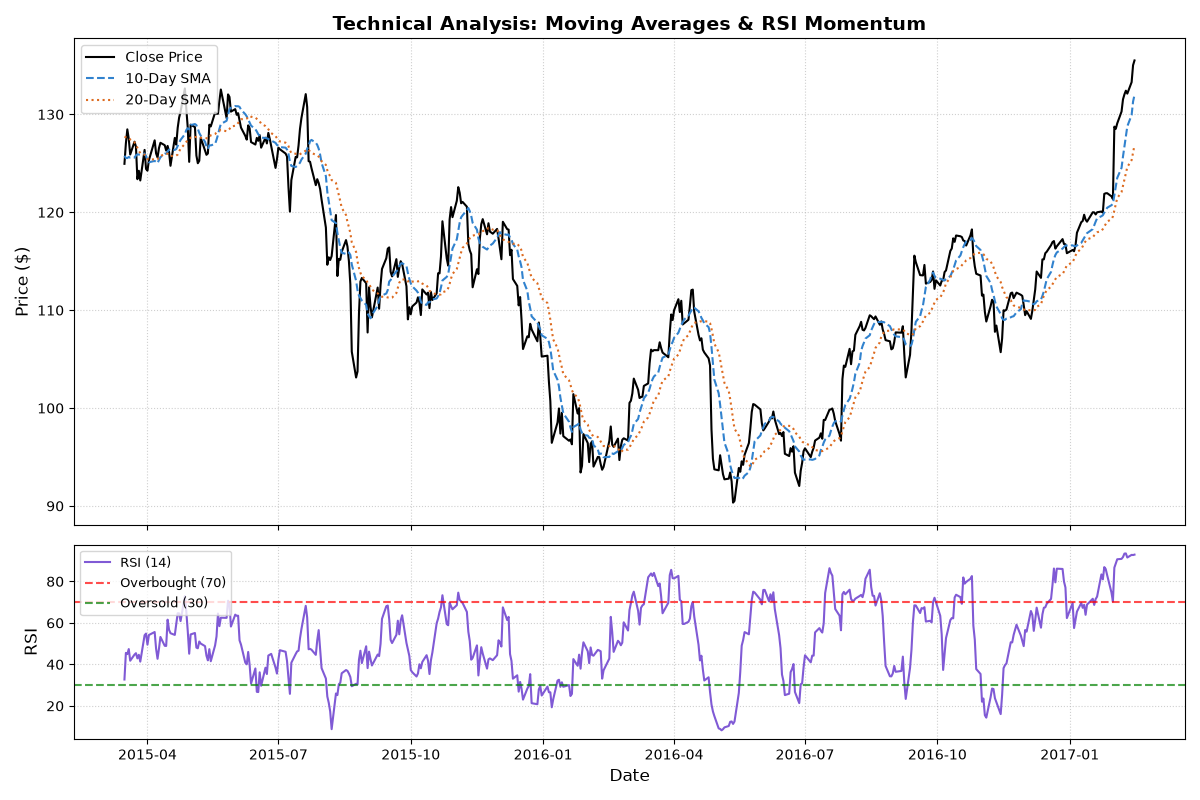 Technical Analysis: Moving Averages & RSI Momentum
Close Price
10-Day SMA
20-Day SMA
Price ($)
130
120
110
100
90
RSI (14)
Overbought (70)
Oversold (30)
RSI
80
60
40
20
2015-04
2015-07
2015-10
2016-01
2016-04
2016-07
2016-10
2017-01
Date